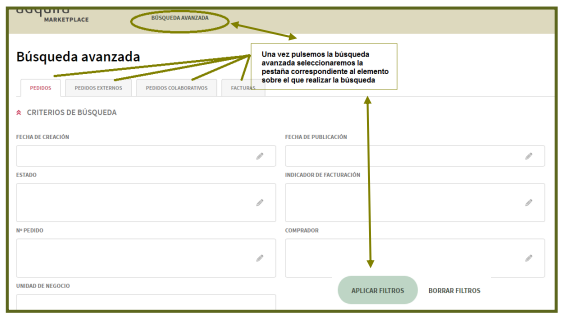 adquira
MARKETPLACE
BÚSQUEDA AVANZADA
Búsqueda avanzada
Una vez pulsemos la búsqueda
avanzada seleccionaremos la
pestaña correspondiente al elemento
sobre el que realizar la búsqueda
PEDIDOS
PEDIDOS EXTERNOS
PEDIDOS COLABORATIVOS
FACTURAS
CRITERIOS DE BÚSQUEDA
FECHA DE CREACIÓN
FECHA DE PUBLICACIÓN
ESTADO
INDICADOR DE FACTURACIÓN
Nº PEDIDO
COMPRADOR
UNIDAD DE NEGOCIO
APLICAR FILTROS
BORRAR FILTROS